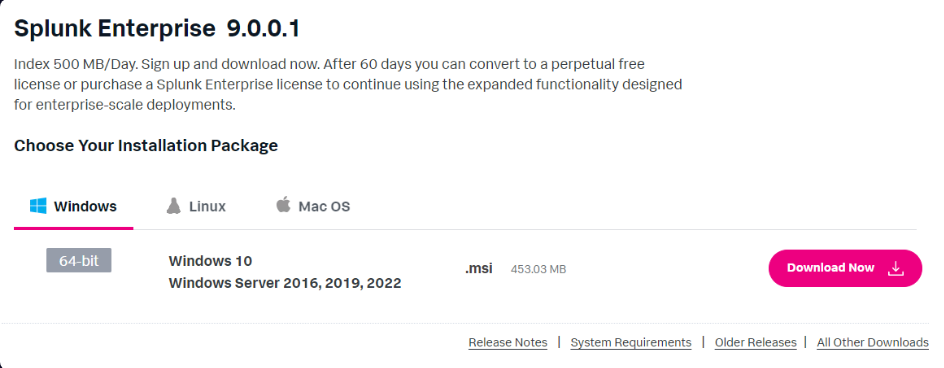 Splunk Enterprise 9.0.0.1
Index 500 MB/Day. Sign up and download now. After 60 days you can convert to a perpetual free
license or purchase a Splunk Enterprise license to continue using the expanded functionality designed
for enterprise-scale deployments.
Choose Your Installation Package
Windows Linux Mac OS
64-bit Windows 10 .msi 453.03 MB Download Now
Windows Server 2016, 2019, 2022
Release Notes | System Requirements | Older Releases | All Other Downloads